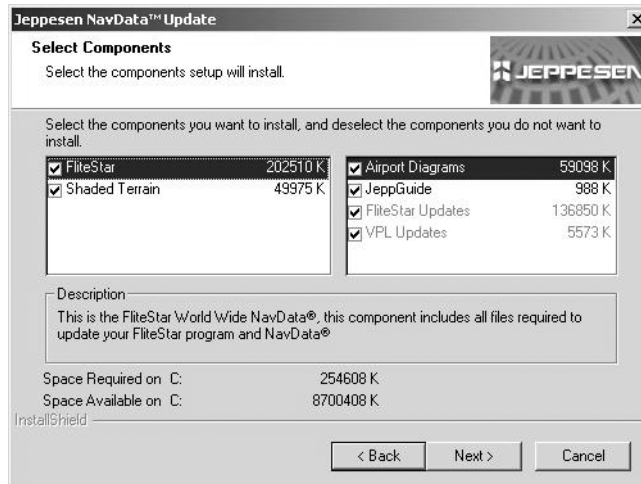 Jeppesen NavData™ Update
Select Components
Select the components setup will install.
JEPPESEN
Select the components you want to install, and deselect the components you do not want to
install.
FliteStar 202510 K
Shaded Terrain 49975 K
Airport Diagrams 59098 K
JeppGuide 988 K
FliteStar Updates 136850 K
VPL Updates 5573 K
Description
This is the FliteStar World Wide NavData®, this component includes all files required to
update your FliteStar program and NavData®
Space Required on C: 254608 K
Space Available on C: 8700408 K
InstallShield
< Back Next > Cancel